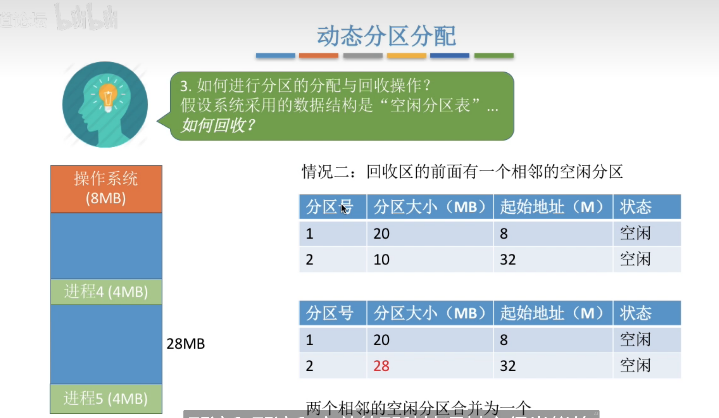 bilibili
动态分区分配
3. 如何进行分区的分配与回收操作？
假设系统采用的数据结构是“空闲分区表”...
如何回收？
操作系统
(8MB)
进程4 (4MB)
28MB
进程5 (4MB)
情况二：回收区的前面有一个相邻的空闲分区
分区号 分区大小（MB） 起始地址（M） 状态
1 20 8 空闲
2 10 32 空闲
分区号 分区大小（MB） 起始地址（M） 状态
1 20 8 空闲
2 28 32 空闲
两个相邻的空闲分区合并为一个